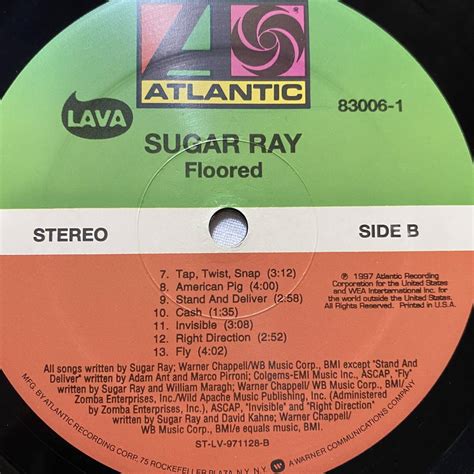 ATLANTIC
LAVA
83006-1
SUGAR RAY
Floored
STEREO
SIDE B
7. Tap, Twist, Snap (3:12)
8. American Pig (4:00)
9. Stand And Deliver (2:58)
10. Cash (1:35)
11. Invisible (3:08)
12. Right Direction (2:52)
13. Fly (4:04)
℗ 1997 Atlantic Recording
Corporation for the United States
and WEA Interternational Inc. for
the world outside the United States.
All Rights Reserved. Printed in U.S.A.
All songs written by Sugar Ray; Warner Chappell/WB Music Corp., BMI except "Stand And
Deliver" written by Adam Ant and Marco Pirroni; Colgems-EMI Music Inc., ASCAP, "Fly"
written by Sugar Ray and William Maragh; Warner Chappell/WB Music Corp., BMI/
Zomba Enterprises, Inc./Wild Apache Music Publishing, Inc. (Administered
by Zomba Enterprises, Inc.), ASCAP, "Invisible" and "Right Direction"
written by Sugar Ray and David Kahne; Warner Chappell/
WB Music Corp., BMI/e equals music, BMI.
ST-LV-971128-B
MFG. BY ATLANTIC RECORDING CORP. 75 ROCKEFELLER PLAZA, N.Y. N.Y. A WARNER COMMUNICATIONS COMPANY